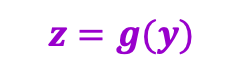 z = g(y)